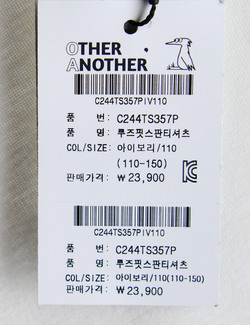 OTHER
ANOTHER
C244TS357PIV110
품 번: C244TS357P
품 명: 루즈핏스판티셔츠
COL/SIZE: 아이보리/110
(110-150)
판매가격: ₩ 23,900
C244TS357PIV110
품 번: C244TS357P
품 명: 루즈핏스판티셔츠
COL/SIZE: 아이보리/110(110-150)
판매가격: ₩ 23,900